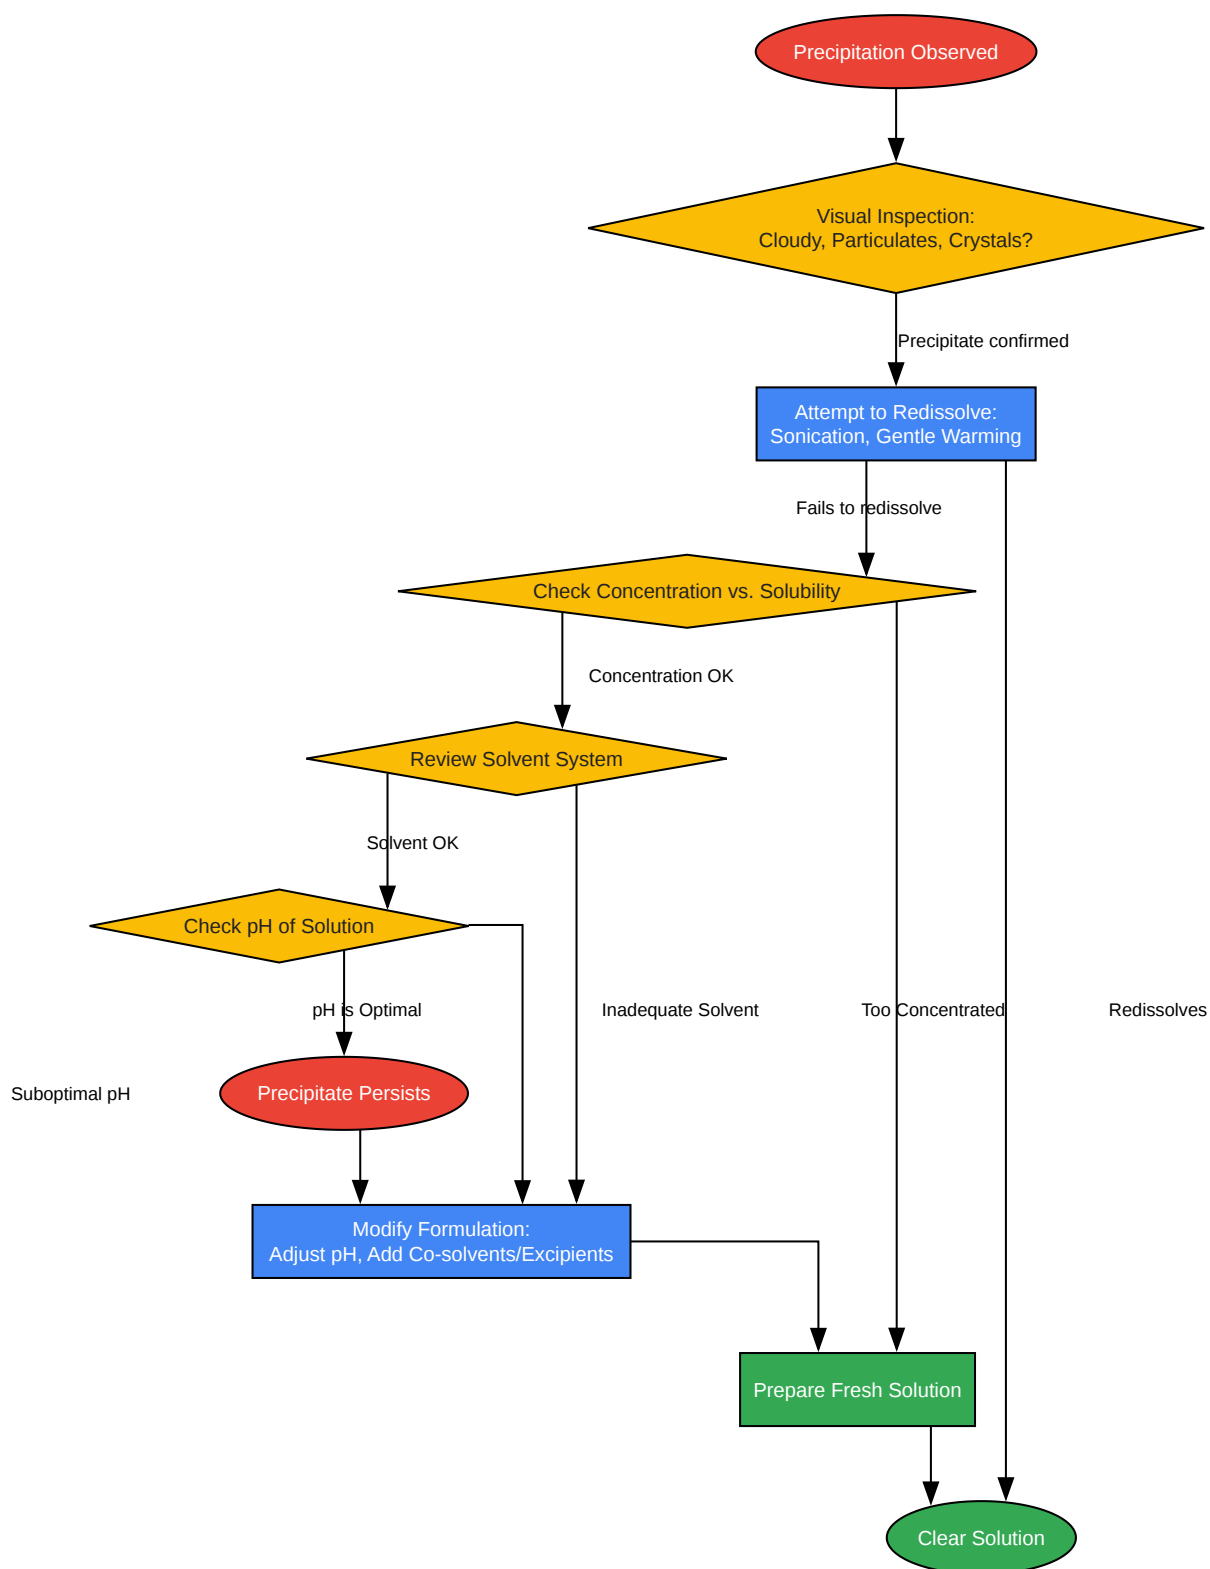 Precipitation Observed
Visual Inspection:
Cloudy, Particulates, Crystals?
Precipitate confirmed
Attempt to Redissolve:
Sonication, Gentle Warming
Fails to redissolve
Check Concentration vs. Solubility
Concentration OK
Review Solvent System
Solvent OK
Check pH of Solution
pH is Optimal
Inadequate Solvent
Too Concentrated
Redissolves
Suboptimal pH
Precipitate Persists
Modify Formulation:
Adjust pH, Add Co-solvents/Excipients
Prepare Fresh Solution
Clear Solution